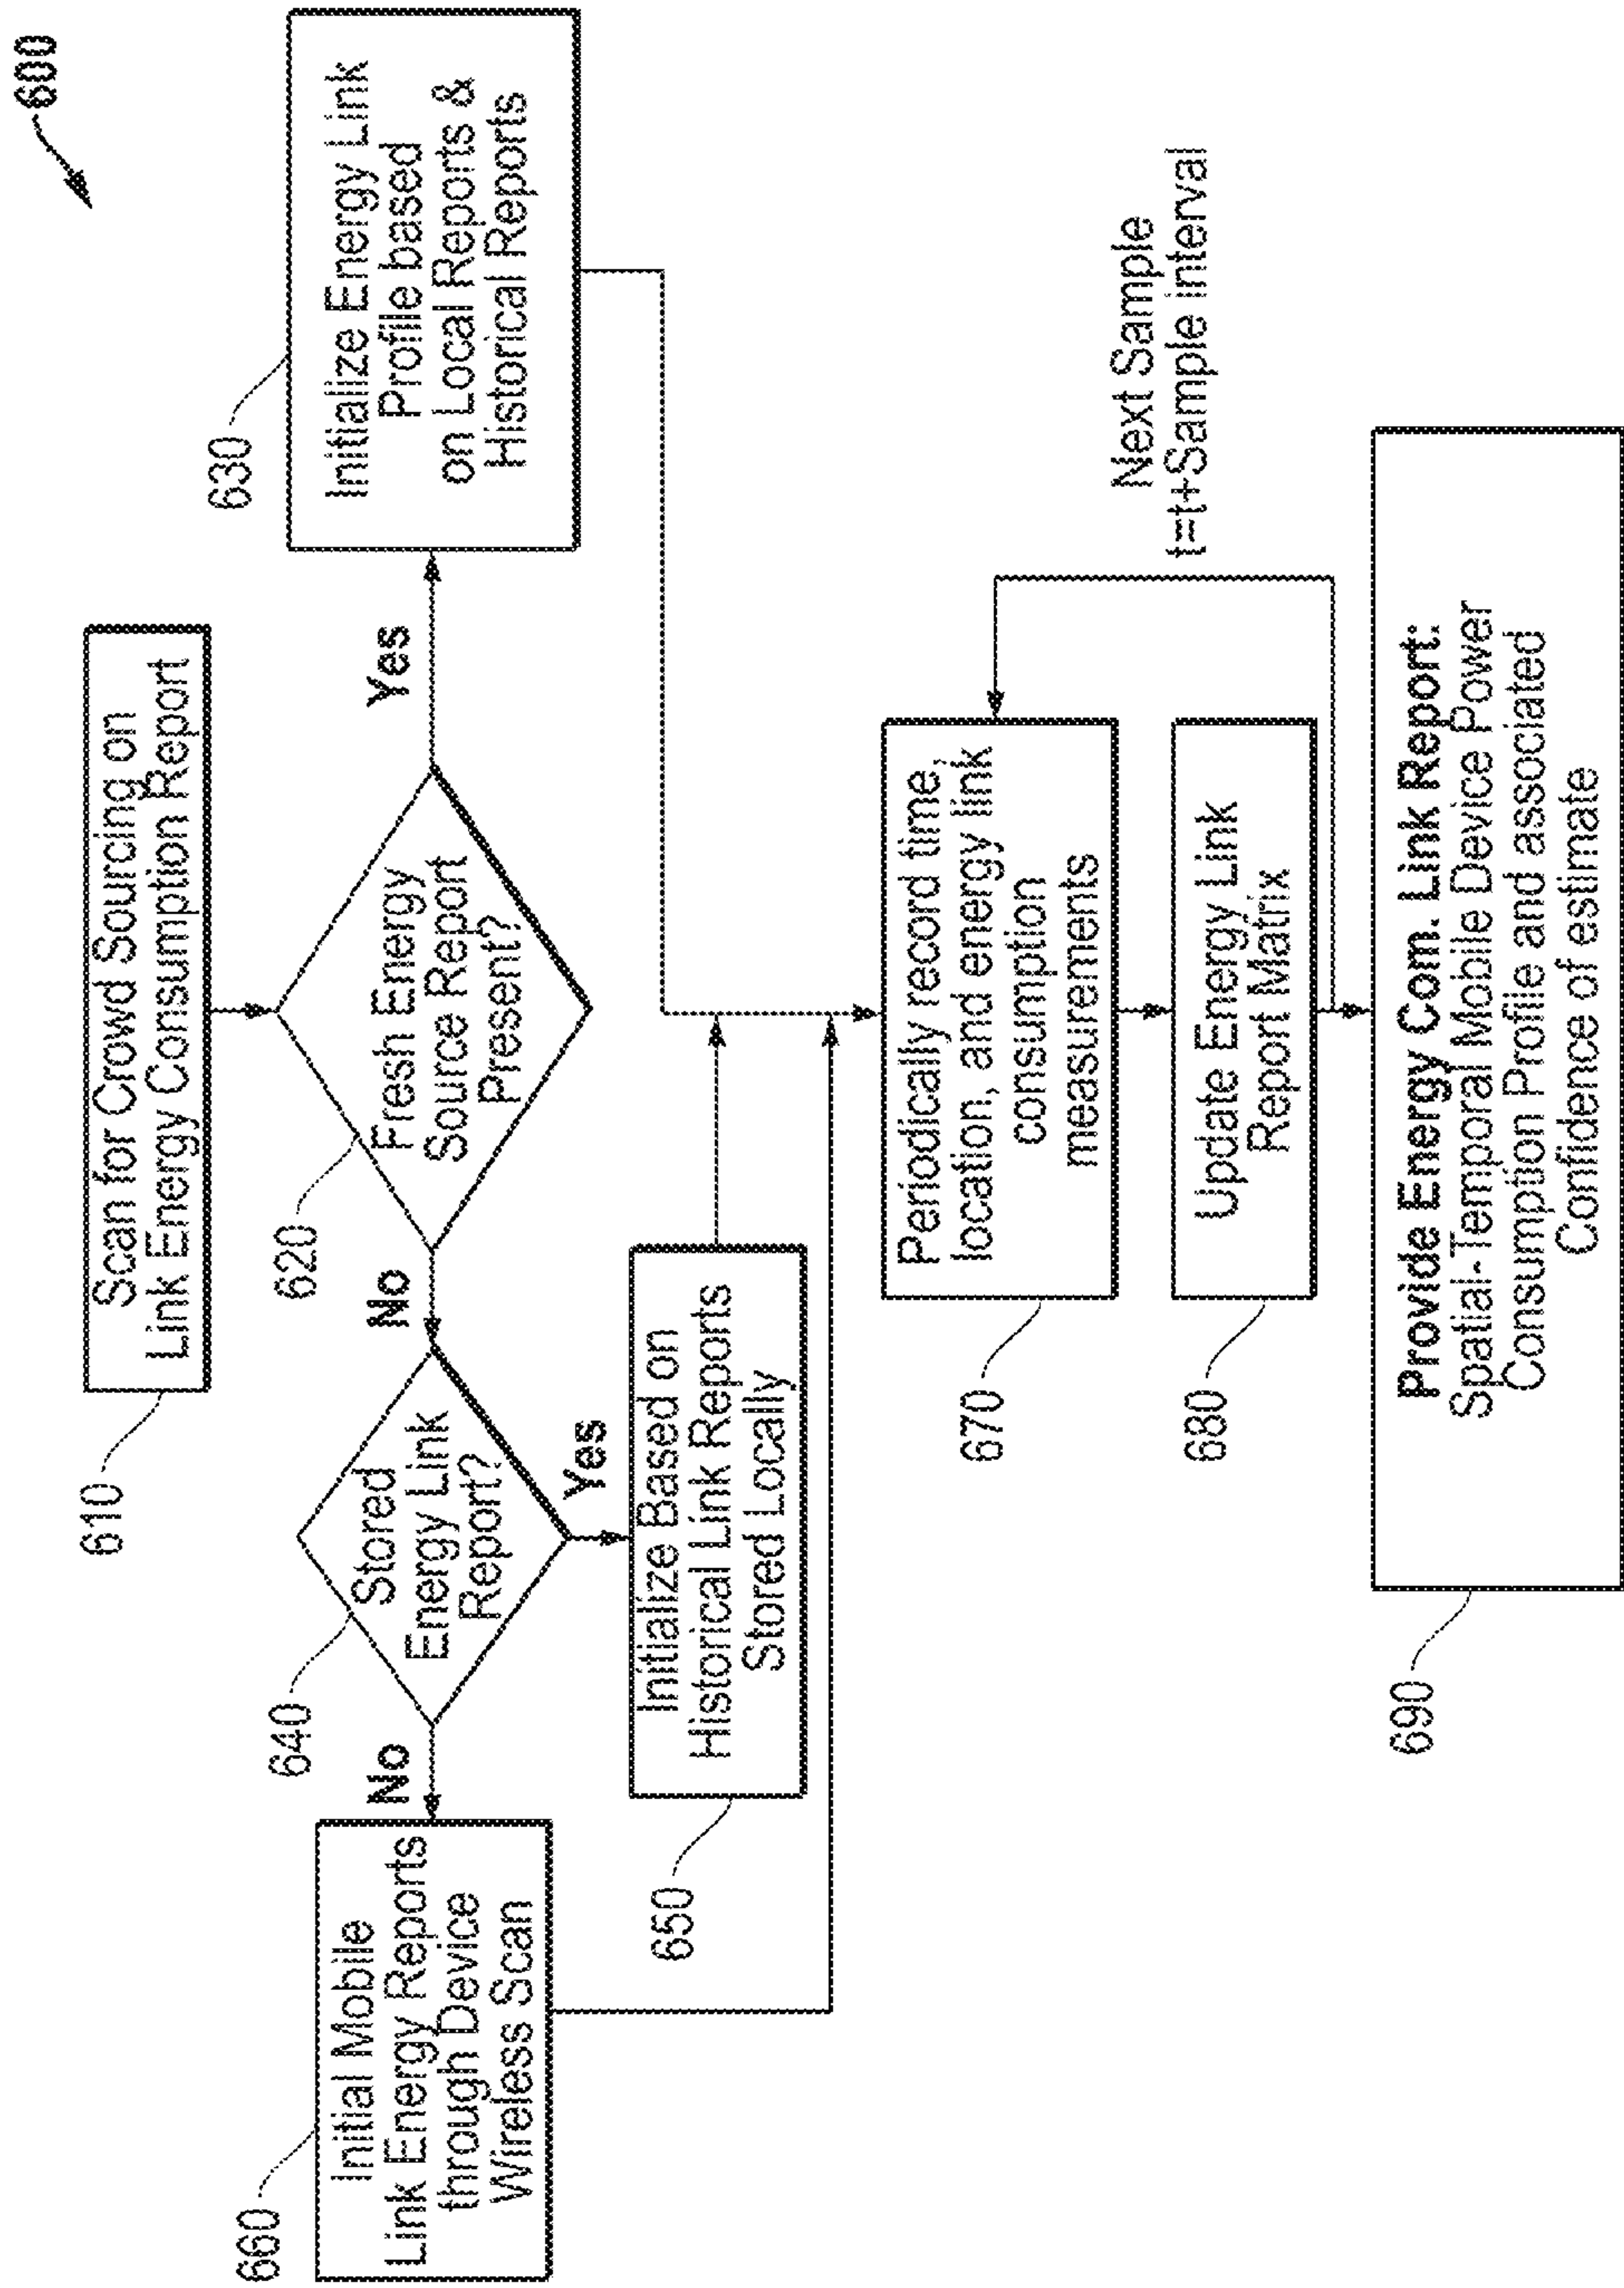 600
610
Scan for Crowd Sourcing on
Link Energy Consumption Report
620
Fresh Energy
Source Report
Present?
Yes
630
Initialize Energy Link
Profile based
on Local Reports &
Historical Reports
No
640
Stored
Energy Link
Report?
No
660
Initial Mobile
Link Energy Reports
through Device
Wireless Scan
Yes
650
Initialize Based on
Historical Link Reports
Stored Locally
670
Periodically record time,
location, and energy link
consumption
measurements
Next Sample
t=t+Sample interval
680
Update Energy Link
Report Matrix
690
Provide Energy Com. Link Report:
Spatial-Temporal Mobile Device Power
Consumption Profile and associated
Confidence of estimate